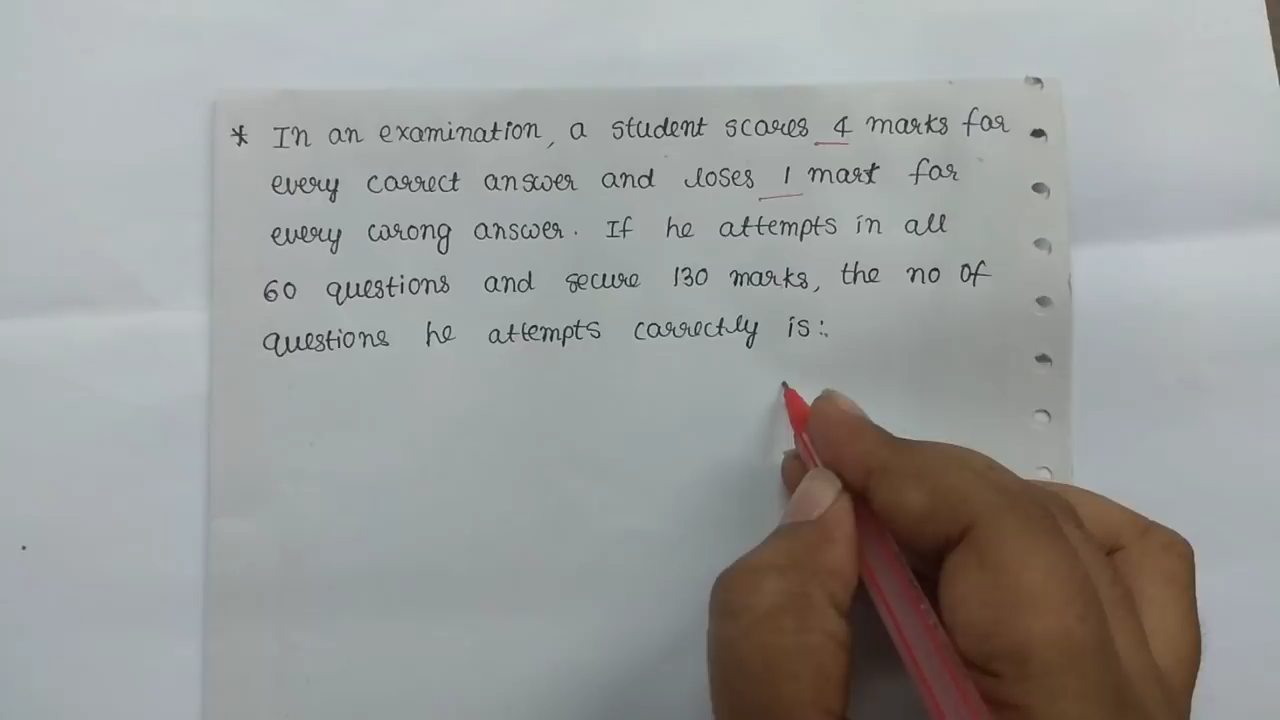 * In an examination, a student scores 4 marks for
every correct answer and loses 1 mark for
every wrong answer. If he attempts in all
60 questions and secure 130 marks, the no of
questions he attempts correctly is: